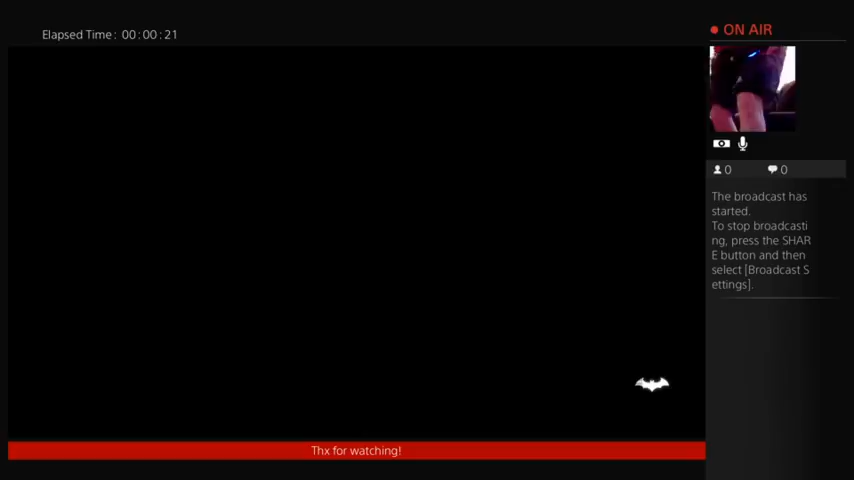 Elapsed Time: 00:00:21
ON AIR
0 0
The broadcast has
started.
To stop broadcasti
ng, press the SHAR
E button and then
select [Broadcast S
ettings].
Thx for watching!